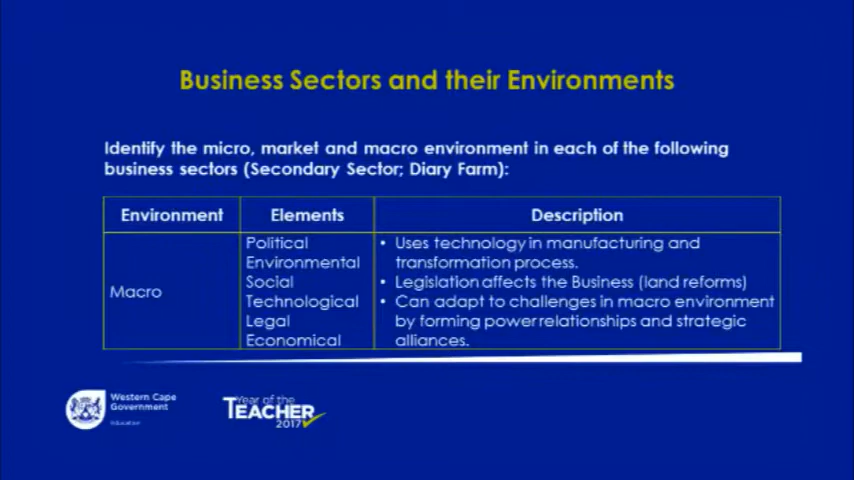 Business Sectors and their Environments
Identify the micro, market and macro environment in each of the following
business sectors (Secondary Sector; Diary Farm):
Environment
Elements
Description
Macro
Political
Environmental
Social
Technological
Legal
Economical
• Uses technology in manufacturing and
transformation process.
• Legislation affects the Business (land reforms)
• Can adapt to challenges in macro environment
by forming power relationships and strategic
alliances.
Western Cape
Government
Education
Year of the
TEACHER
2017